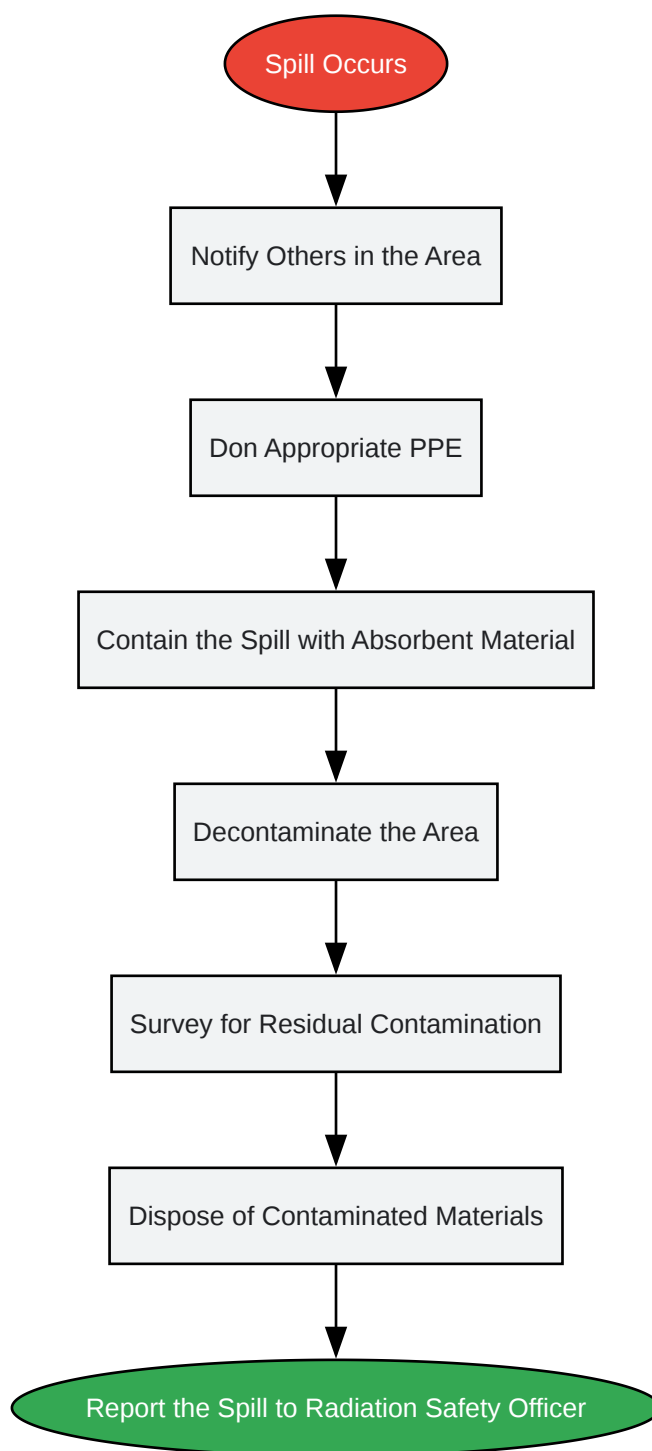 Spill Occurs
Notify Others in the Area
Don Appropriate PPE
Contain the Spill with Absorbent Material
Decontaminate the Area
Survey for Residual Contamination
Dispose of Contaminated Materials
Report the Spill to Radiation Safety Officer